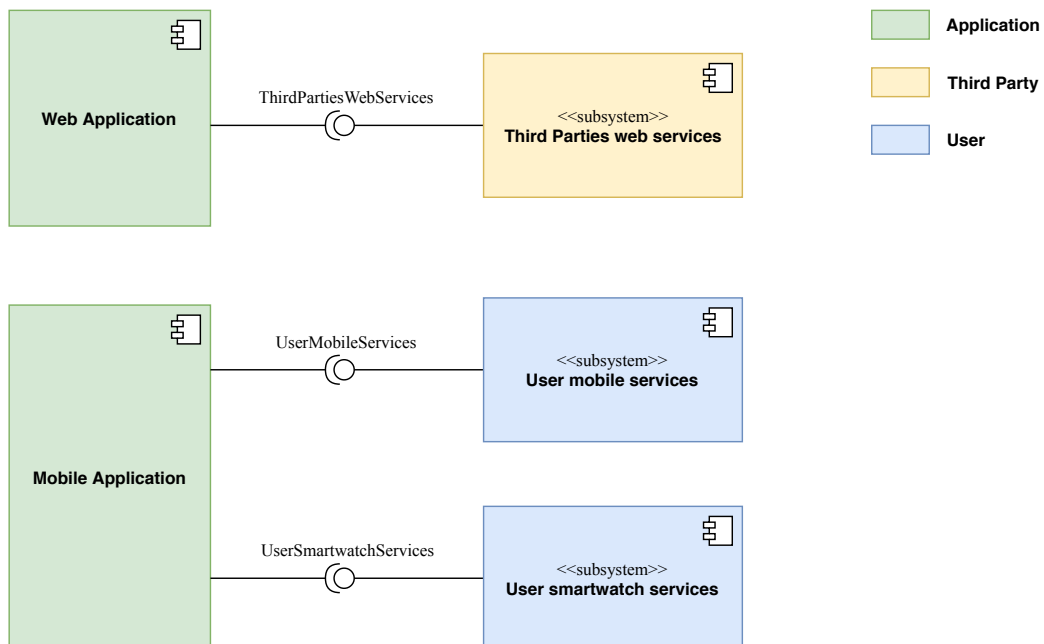 Application
ThirdPartiesWebServices
Web Application
<<subsystem>>
Third Parties web services
Third Party
User
UserMobileServices
<<subsystem>>
User mobile services
Mobile Application
UserSmartwatchServices
<<subsystem>>
User smartwatch services